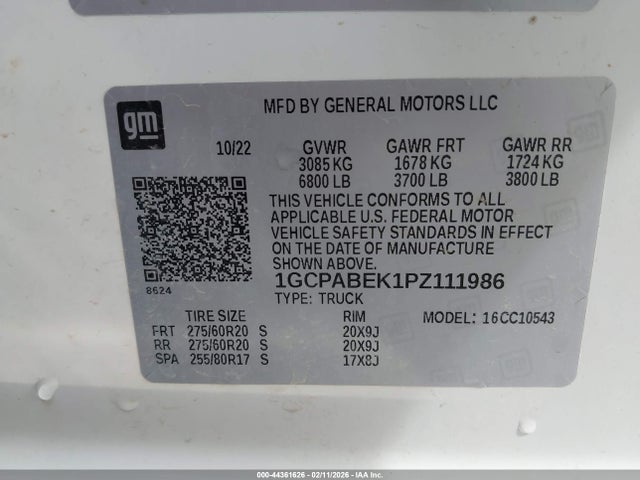 gm
MFD BY GENERAL MOTORS LLC
10/22 GVWR GAWR FRT GAWR RR
3085 KG 1678 KG 1724 KG
6800 LB 3700 LB 3800 LB
THIS VEHICLE CONFORMS TO ALL
APPLICABLE U.S. FEDERAL MOTOR
VEHICLE SAFETY STANDARDS IN EFFECT
ON THE DATE OF MANUFACTURE
SHOWN ABOVE.
8624
1GCPABEK1PZ111986
TYPE: TRUCK
TIRE SIZE RIM MODEL: 16CC10543
FRT 275/60R20 S 20X9J
RR 275/60R20 S 20X9J
SPA 255/80R17 S 17X8J
000-44361626 - 02/11/2026 - IAA Inc.